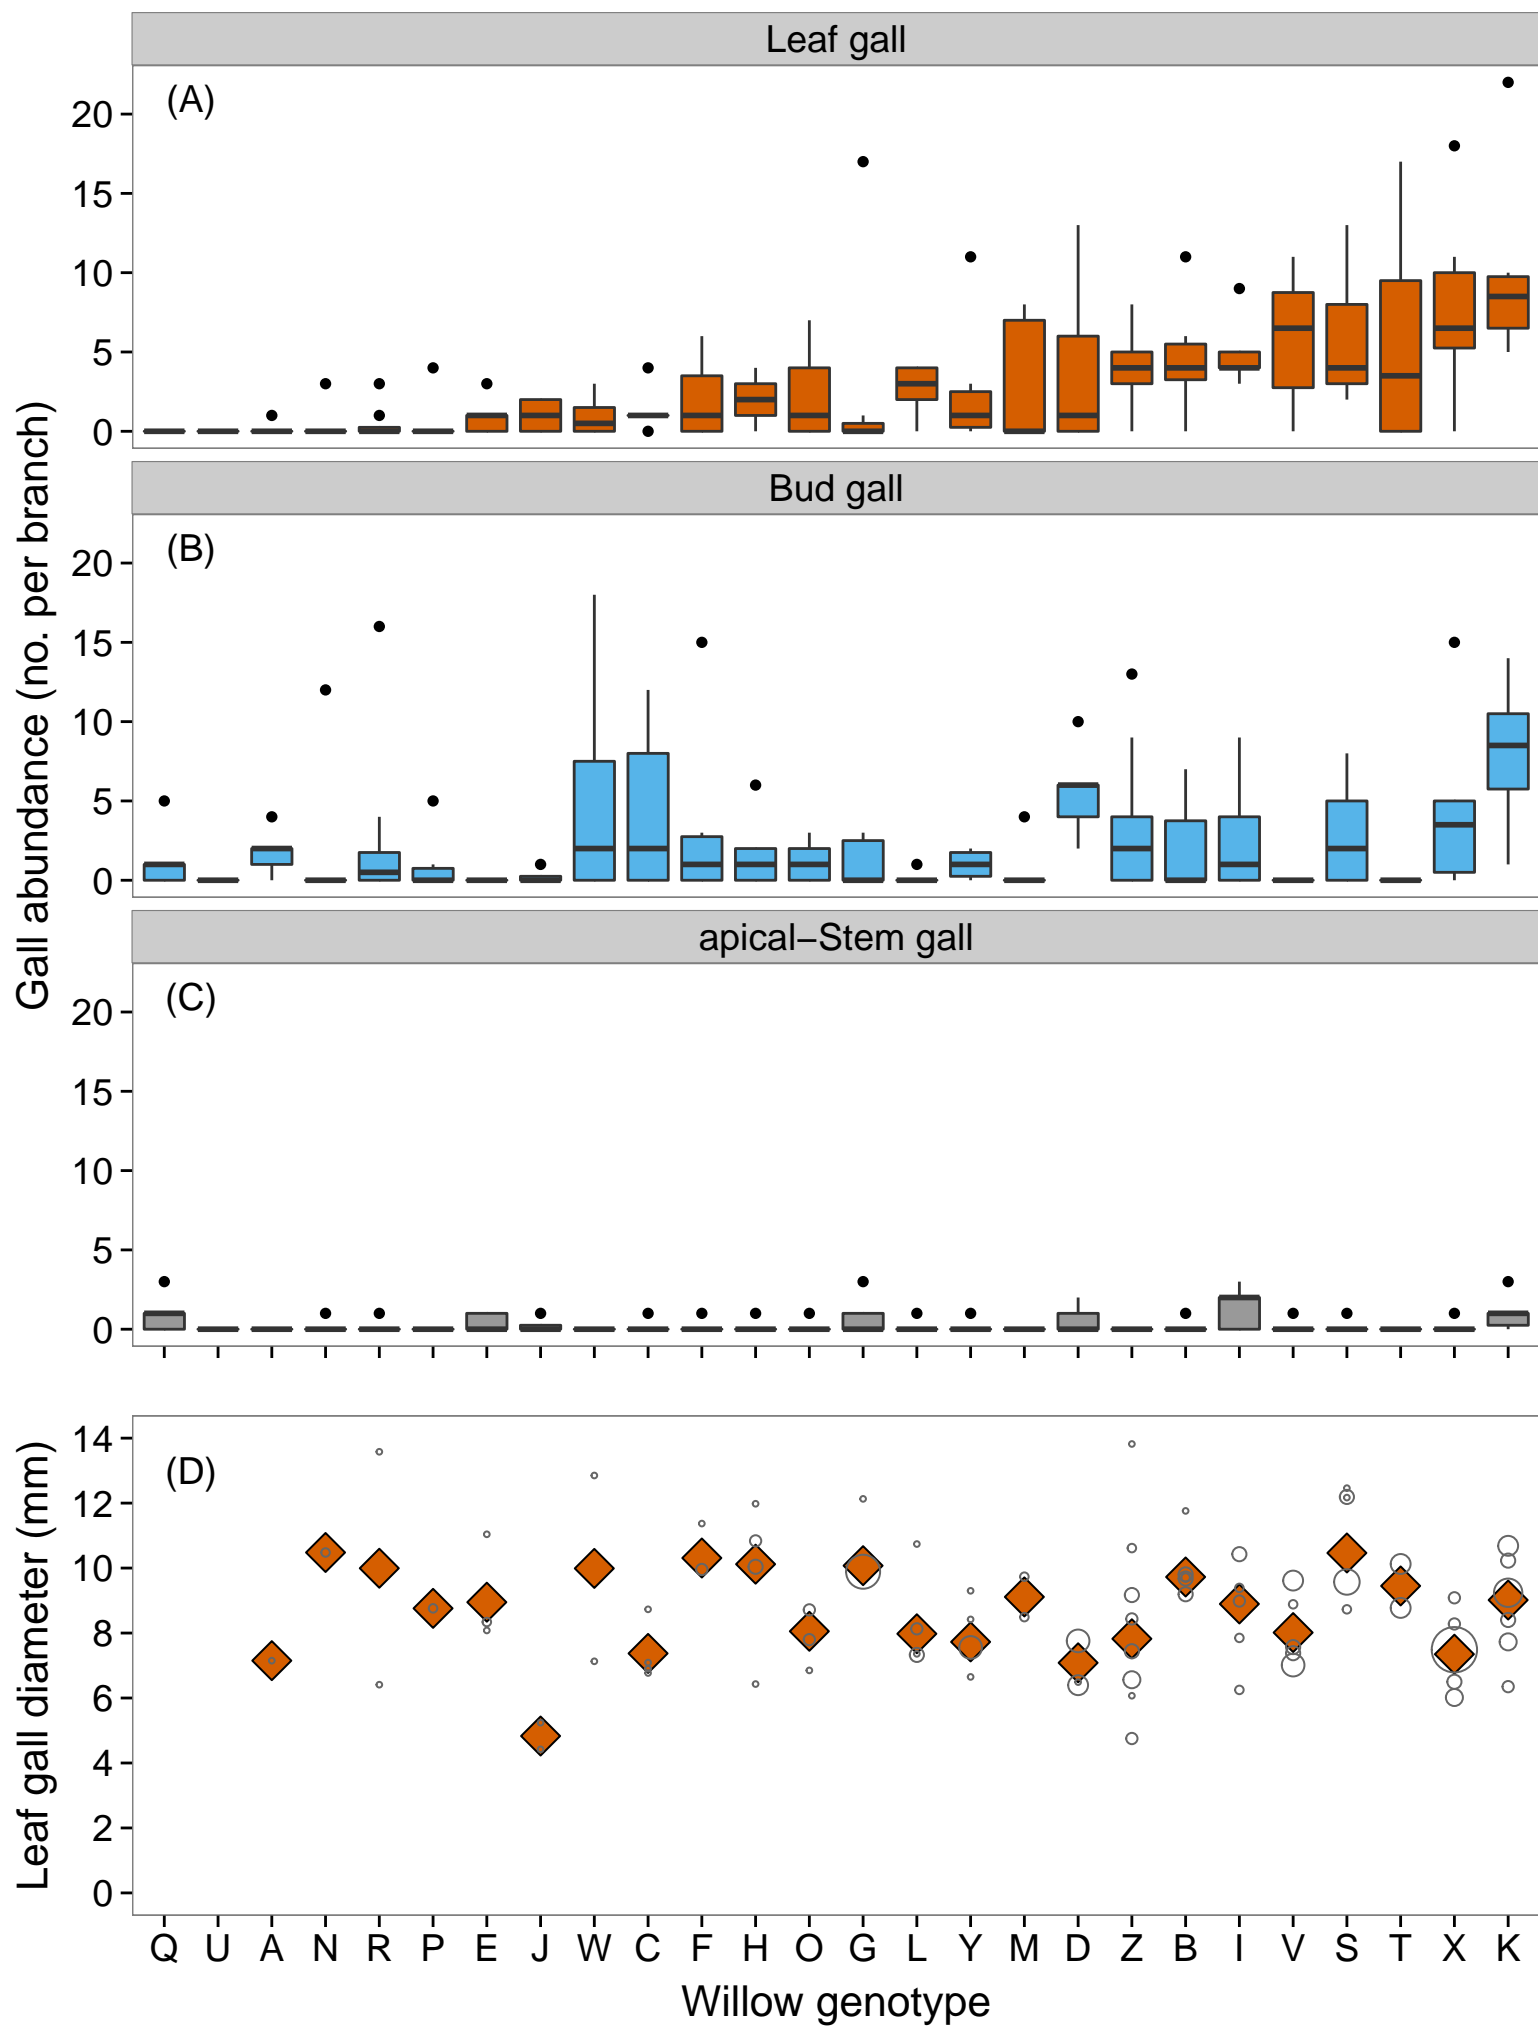 Leaf gall
(A)
20
15
10
5
0
Bud gall
(B)
20
15
10
5
0
Gall abundance (no. per branch)
apical−Stem gall
(C)
20
15
10
5
0
(D)
14
12
10
8
6
4
2
0
Leaf gall diameter (mm)
Q U A N R P E J W C F H O G L Y M D Z B I V S T X K
Willow genotype